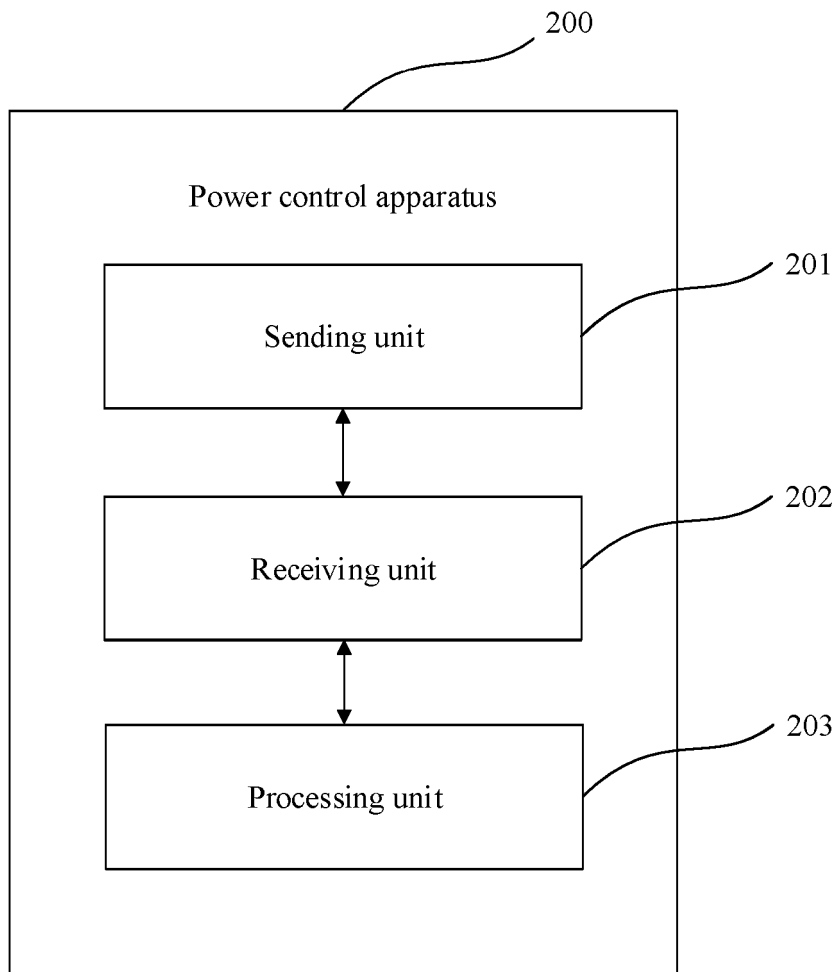 200
Power control apparatus
201
Sending unit
202
Receiving unit
203
Processing unit